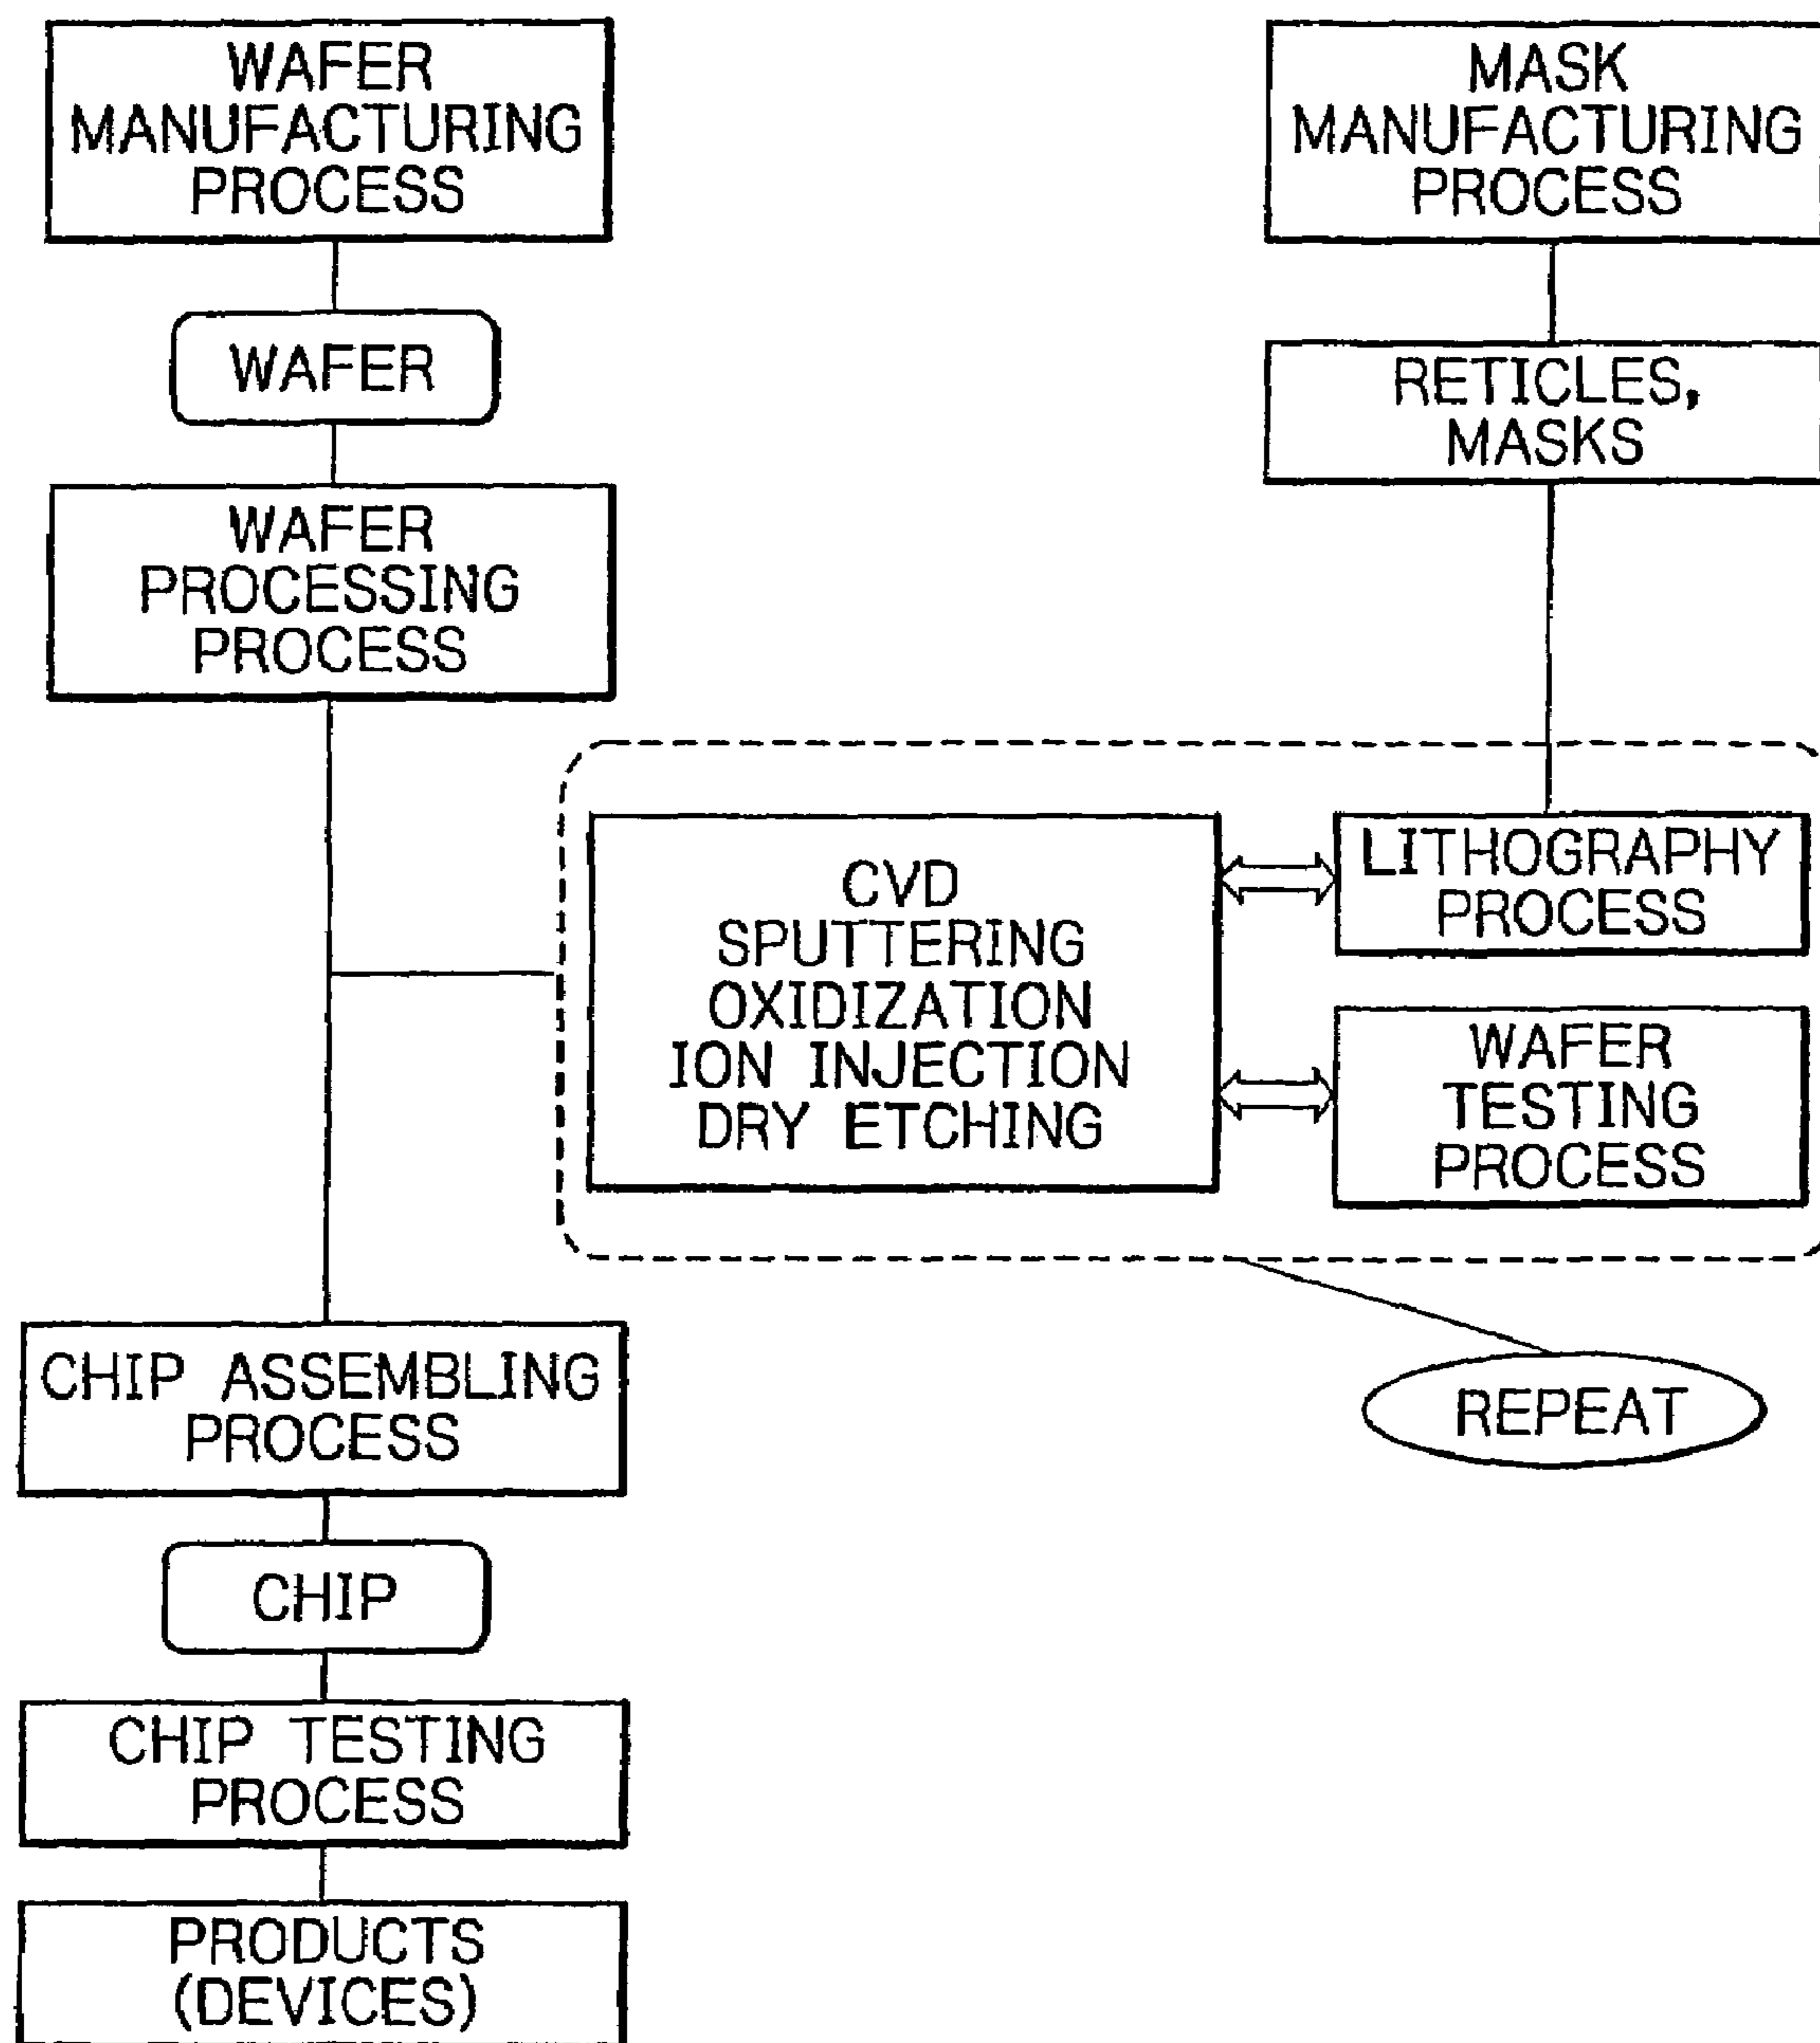 WAFER
MANUFACTURING
PROCESS
WAFER
WAFER
PROCESSING
PROCESS
MASK
MANUFACTURING
PROCESS
RETICLES,
MASKS
CVD
SPUTTERING
OXIDIZATION
ION INJECTION
DRY ETCHING
LITHOGRAPHY
PROCESS
WAFER
TESTING
PROCESS
REPEAT
CHIP ASSEMBLING
PROCESS
CHIP
CHIP TESTING
PROCESS
PRODUCTS
(DEVICES)